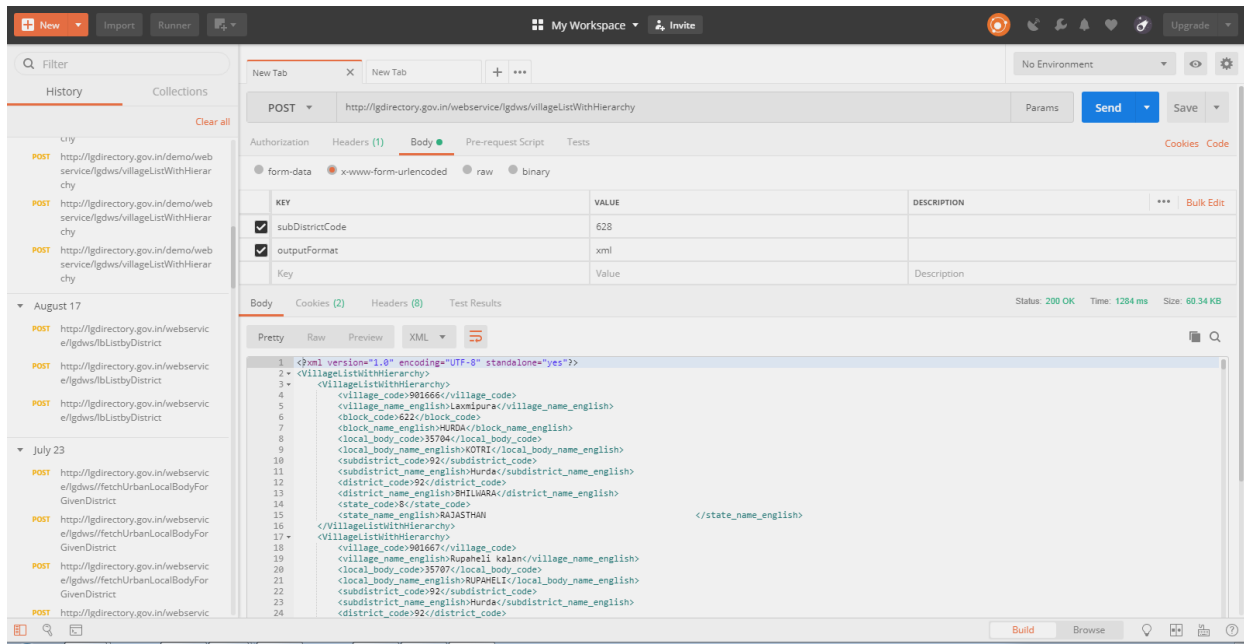 New Import Runner My Workspace Invite Upgrade
Filter
History Collections
Clear all
chy
POST http://lgdirectory.gov.in/demo/web
service/lgdws/villageListWithHierar
chy
POST http://lgdirectory.gov.in/demo/web
service/lgdws/villageListWithHierar
chy
POST http://lgdirectory.gov.in/demo/web
service/lgdws/villageListWithHierar
chy
August 17
POST http://lgdirectory.gov.in/webservic
e/lgdws/lbListbyDistrict
POST http://lgdirectory.gov.in/webservic
e/lgdws/lbListbyDistrict
POST http://lgdirectory.gov.in/webservic
e/lgdws/lbListbyDistrict
July 23
POST http://lgdirectory.gov.in/webservic
e/lgdws//fetchUrbanLocalBodyFor
GivenDistrict
POST http://lgdirectory.gov.in/webservic
e/lgdws//fetchUrbanLocalBodyFor
GivenDistrict
POST http://lgdirectory.gov.in/webservic
e/lgdws//fetchUrbanLocalBodyFor
GivenDistrict
POST http://lgdirectory.gov.in/webservic
New Tab New Tab No Environment
POST http://lgdirectory.gov.in/webservice/lgdws/villageListWithHierarchy Params Send Save
Authorization Headers (1) Body Pre-request Script Tests Cookies Code
form-data x-www-form-urlencoded raw binary
KEY VALUE DESCRIPTION Bulk Edit
subDistrictCode 628
outputFormat xml
Key Value Description
Body Cookies (2) Headers (8) Test Results Status: 200 OK Time: 1284 ms Size: 60.34 KB
Pretty Raw Preview XML
1 <?xml version="1.0" encoding="UTF-8" standalone="yes"?>
2 <VillageListWithHierarchy>
3 <VillageListWithHierarchy>
4 <village_code>901666</village_code>
5 <village_name_english>Laxmipura</village_name_english>
6 <block_code>622</block_code>
7 <block_name_english>HURDA</block_name_english>
8 <local_body_code>35704</local_body_code>
9 <local_body_name_english>KOTRI</local_body_name_english>
10 <subdistrict_code>92</subdistrict_code>
11 <subdistrict_name_english>Hurda</subdistrict_name_english>
12 <district_code>92</district_code>
13 <district_name_english>BHILWARA</district_name_english>
14 <state_code>8</state_code>
15 <state_name_english>RAJASTHAN </state_name_english>
16 </VillageListWithHierarchy>
17 <VillageListWithHierarchy>
18 <village_code>901667</village_code>
19 <village_name_english>Rupaheli kalan</village_name_english>
20 <local_body_code>35707</local_body_code>
21 <local_body_name_english>RUPAHELI</local_body_name_english>
22 <subdistrict_code>92</subdistrict_code>
23 <subdistrict_name_english>Hurda</subdistrict_name_english>
24 <district_code>92</district_code>
Build Browse